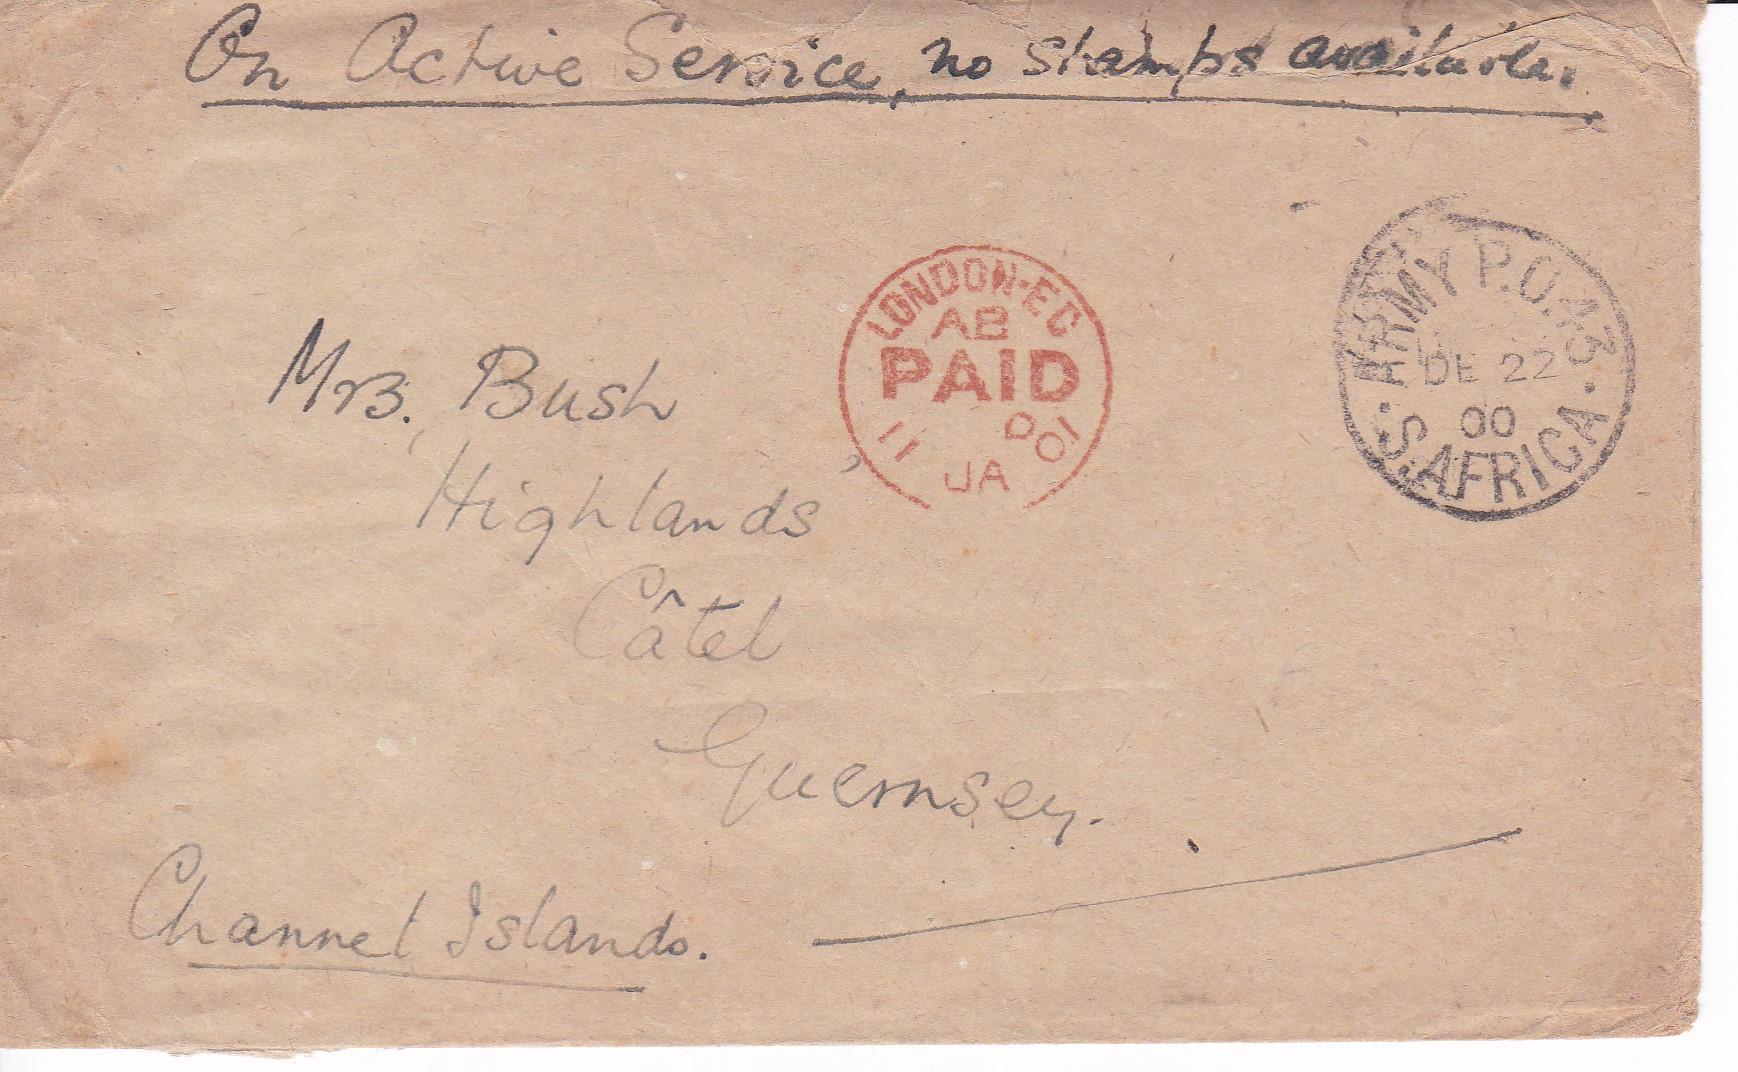 On Active Service, no stamps available.
LONDON·EC
AB
PAID
11 JA 01
ARMY P.O. 43
DE 22
00
·S.AFRICA·
Mrs. Bush,
Highlands
Câtel
Guernsey.
Channel Islands.